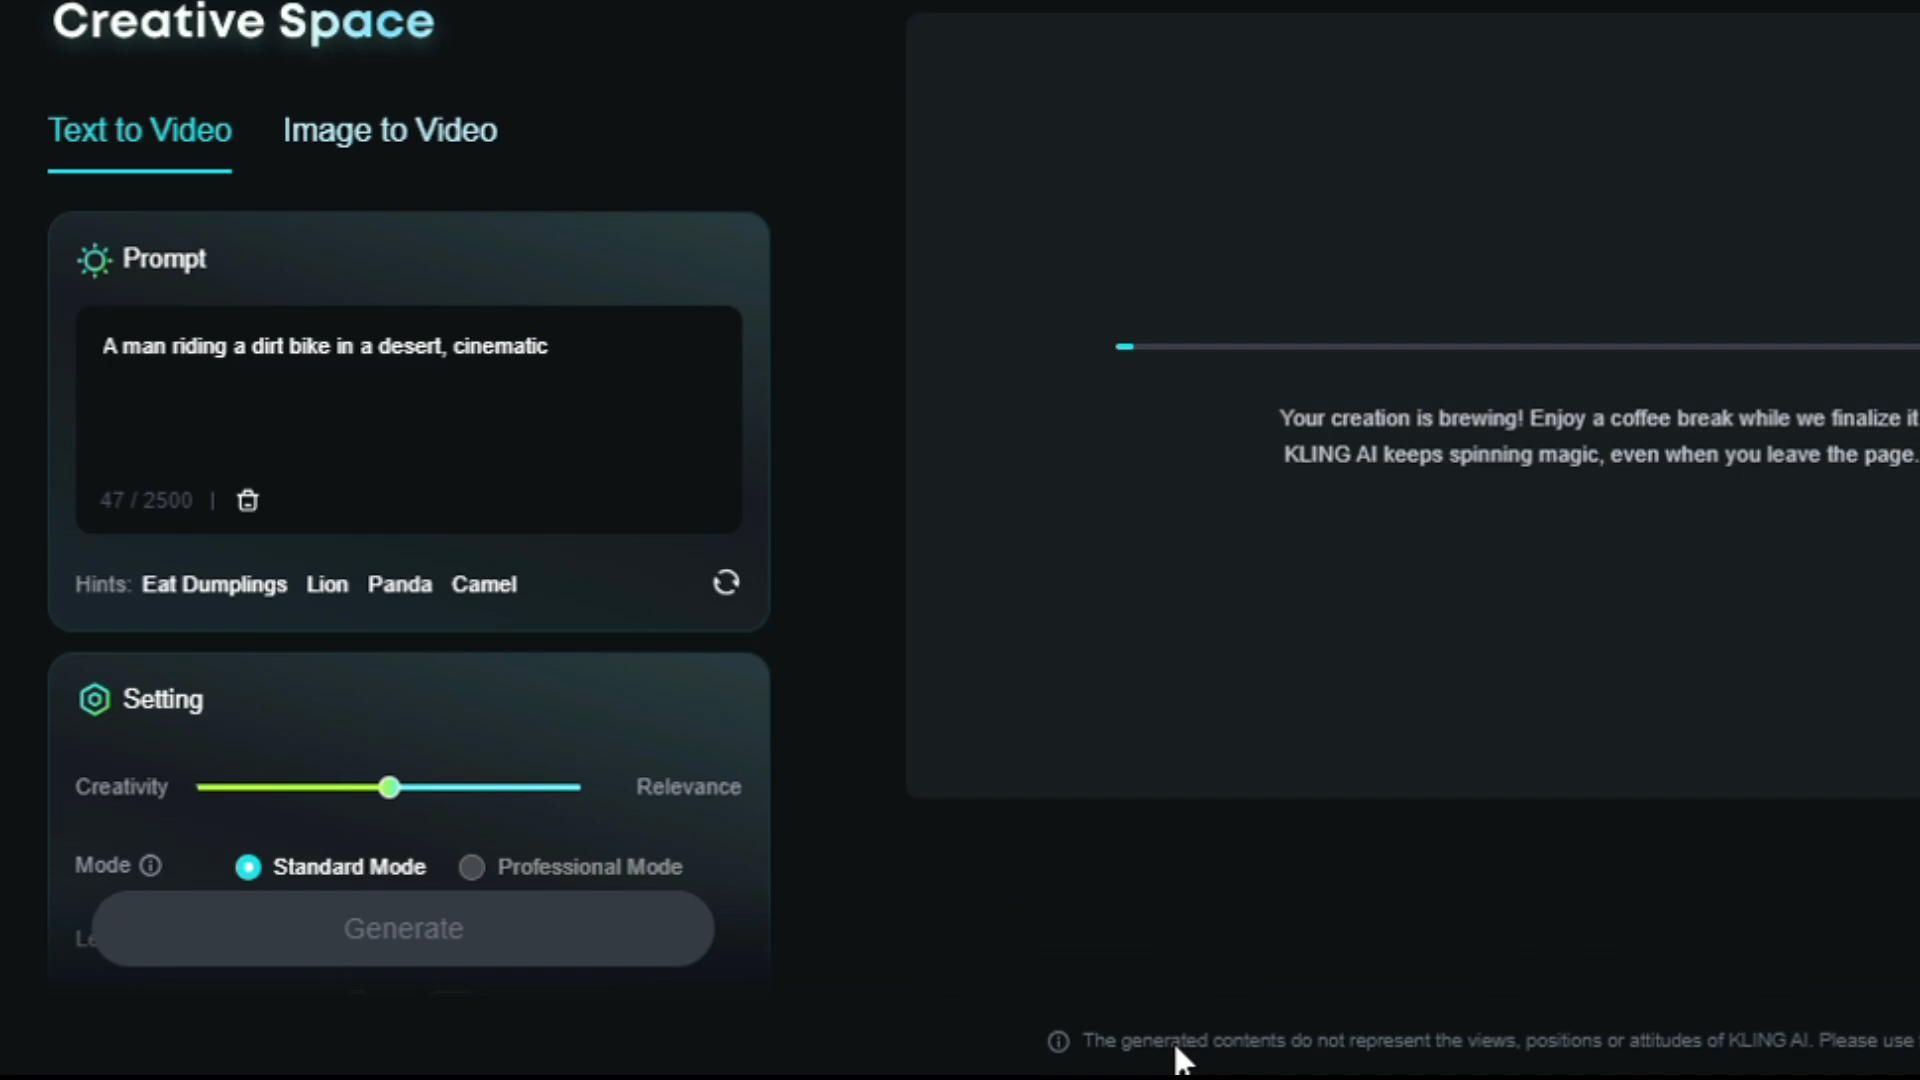 Creative Space
Text to Video
Image to Video
Prompt
A man riding a dirt bike in a desert, cinematic
47 / 2500 |
Hints: Eat Dumplings Lion Panda Camel
Setting
Creativity
Relevance
Mode
Standard Mode
Professional Mode
Generate
Your creation is brewing! Enjoy a coffee break while we finalize it
KLING AI keeps spinning magic, even when you leave the page.
The generated contents do not represent the views, positions or attitudes of KLING AI. Please use